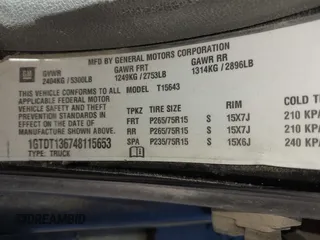 MFD BY GENERAL MOTORS CORPORATION
GM GVWR GAWR FRT GAWR RR
2404KG / 5300LB 1249KG / 2753LB 1314KG / 2896LB
THIS VEHICLE CONFORMS TO ALL T15643
APPLICABLE U.S. FEDERAL MOTOR
VEHICLE SAFETY AND THEFT PREVENTION
STANDARDS IN EFFECT ON THE DATE OF
MANUFACTURE SHOWN ABOVE.
1GTDT136748115653
TYPE: TRUCK
TPKZ TIRE SIZE RIM COLD T
FRT P265/75R15 S 15X7J 210 KPA
RR P265/75R15 S 15X7J 210 KPA
SPA P235/75R15 S 15X6J 240 KPA
© DREAMBID